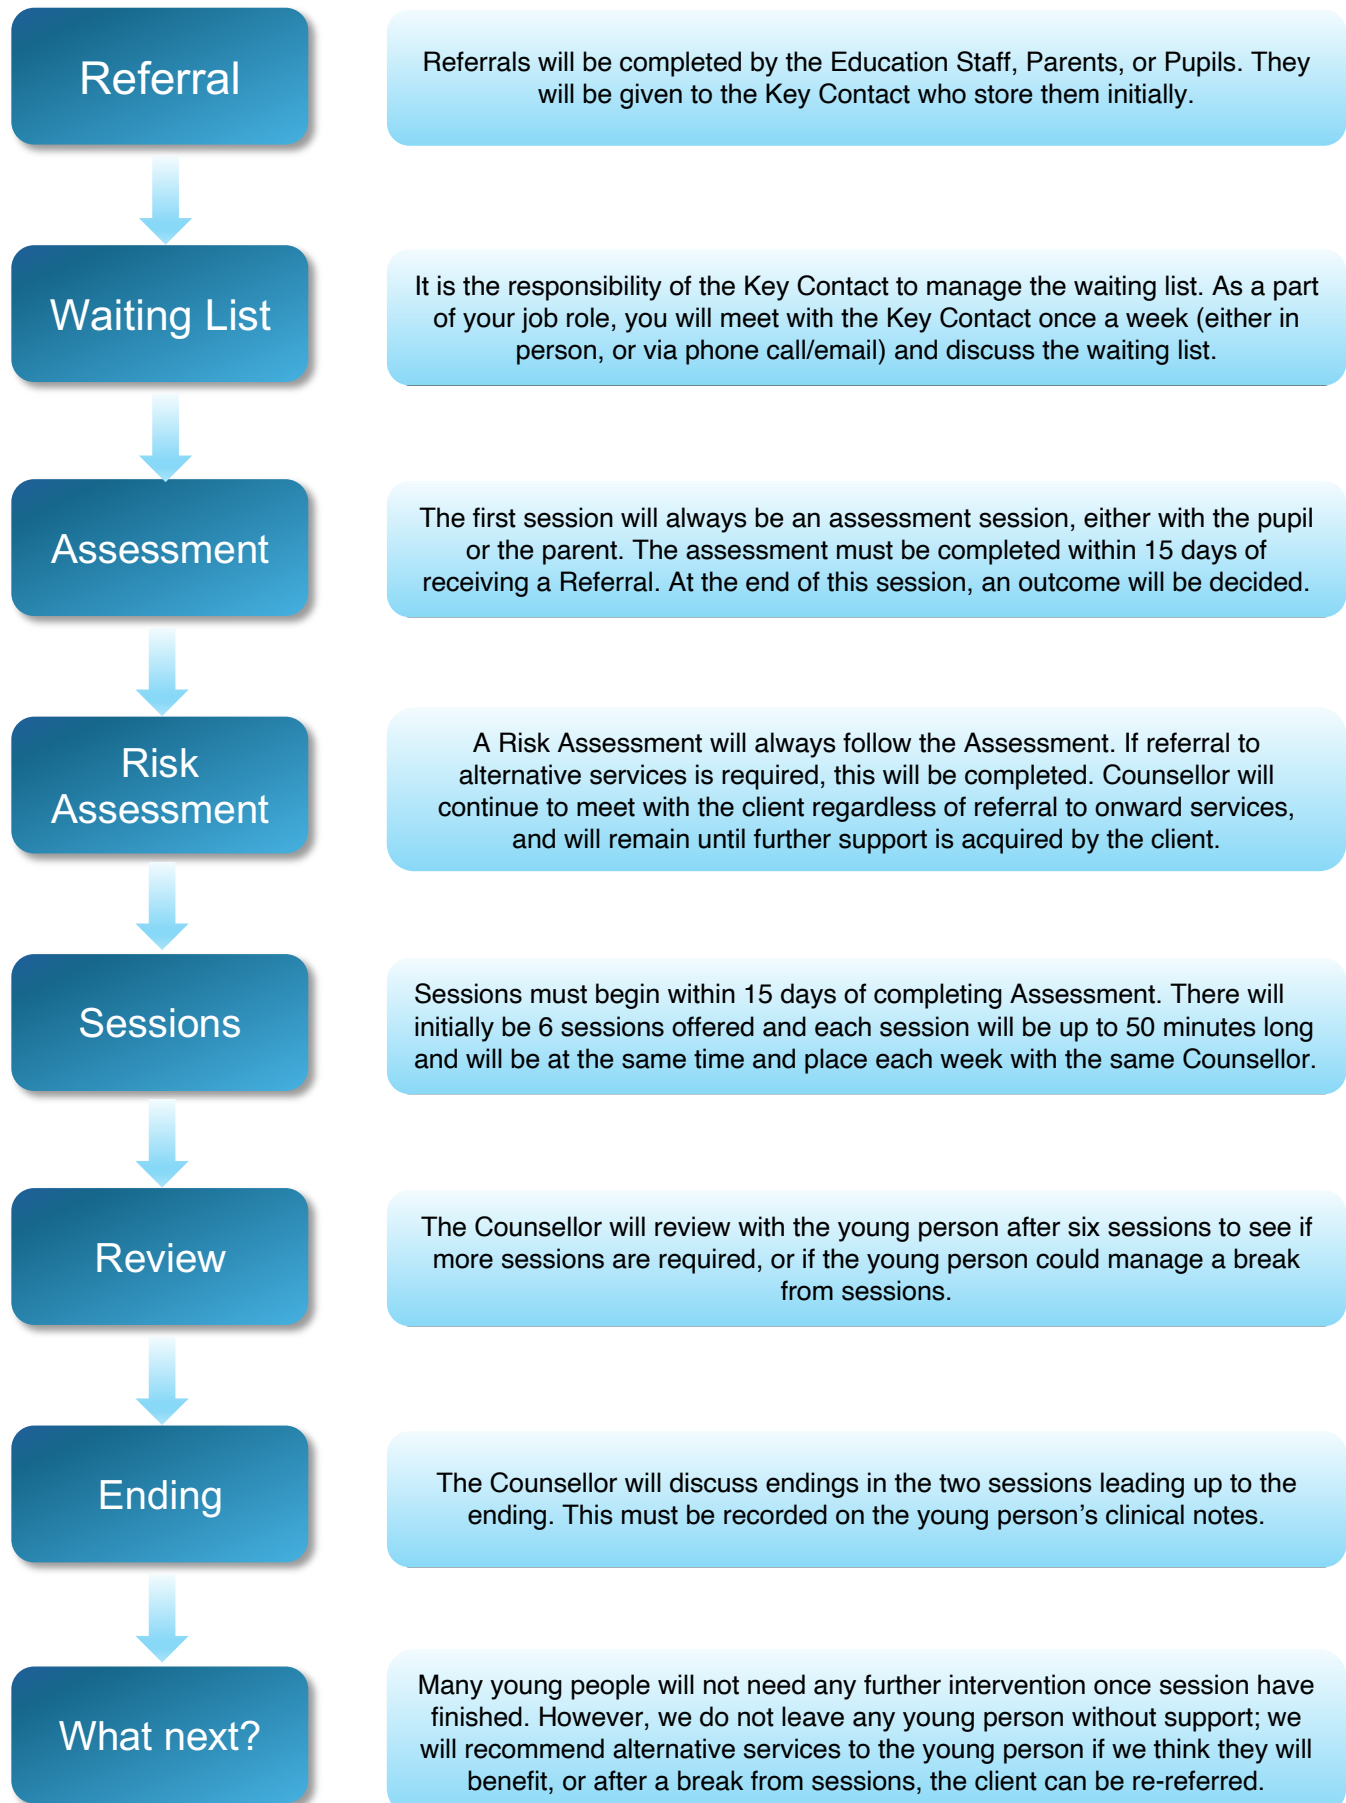 Referral
Referrals will be completed by the Education Staff, Parents, or Pupils. They
will be given to the Key Contact who store them initially.
Waiting List
It is the responsibility of the Key Contact to manage the waiting list. As a part
of your job role, you will meet with the Key Contact once a week (either in
person, or via phone call/email) and discuss the waiting list.
Assessment
The first session will always be an assessment session, either with the pupil
or the parent. The assessment must be completed within 15 days of
receiving a Referral. At the end of this session, an outcome will be decided.
Risk
Assessment
A Risk Assessment will always follow the Assessment. If referral to
alternative services is required, this will be completed. Counsellor will
continue to meet with the client regardless of referral to onward services,
and will remain until further support is acquired by the client.
Sessions
Sessions must begin within 15 days of completing Assessment. There will
initially be 6 sessions offered and each session will be up to 50 minutes long
and will be at the same time and place each week with the same Counsellor.
Review
The Counsellor will review with the young person after six sessions to see if
more sessions are required, or if the young person could manage a break
from sessions.
Ending
The Counsellor will discuss endings in the two sessions leading up to the
ending. This must be recorded on the young person’s clinical notes.
What next?
Many young people will not need any further intervention once session have
finished. However, we do not leave any young person without support; we
will recommend alternative services to the young person if we think they will
benefit, or after a break from sessions, the client can be re-referred.